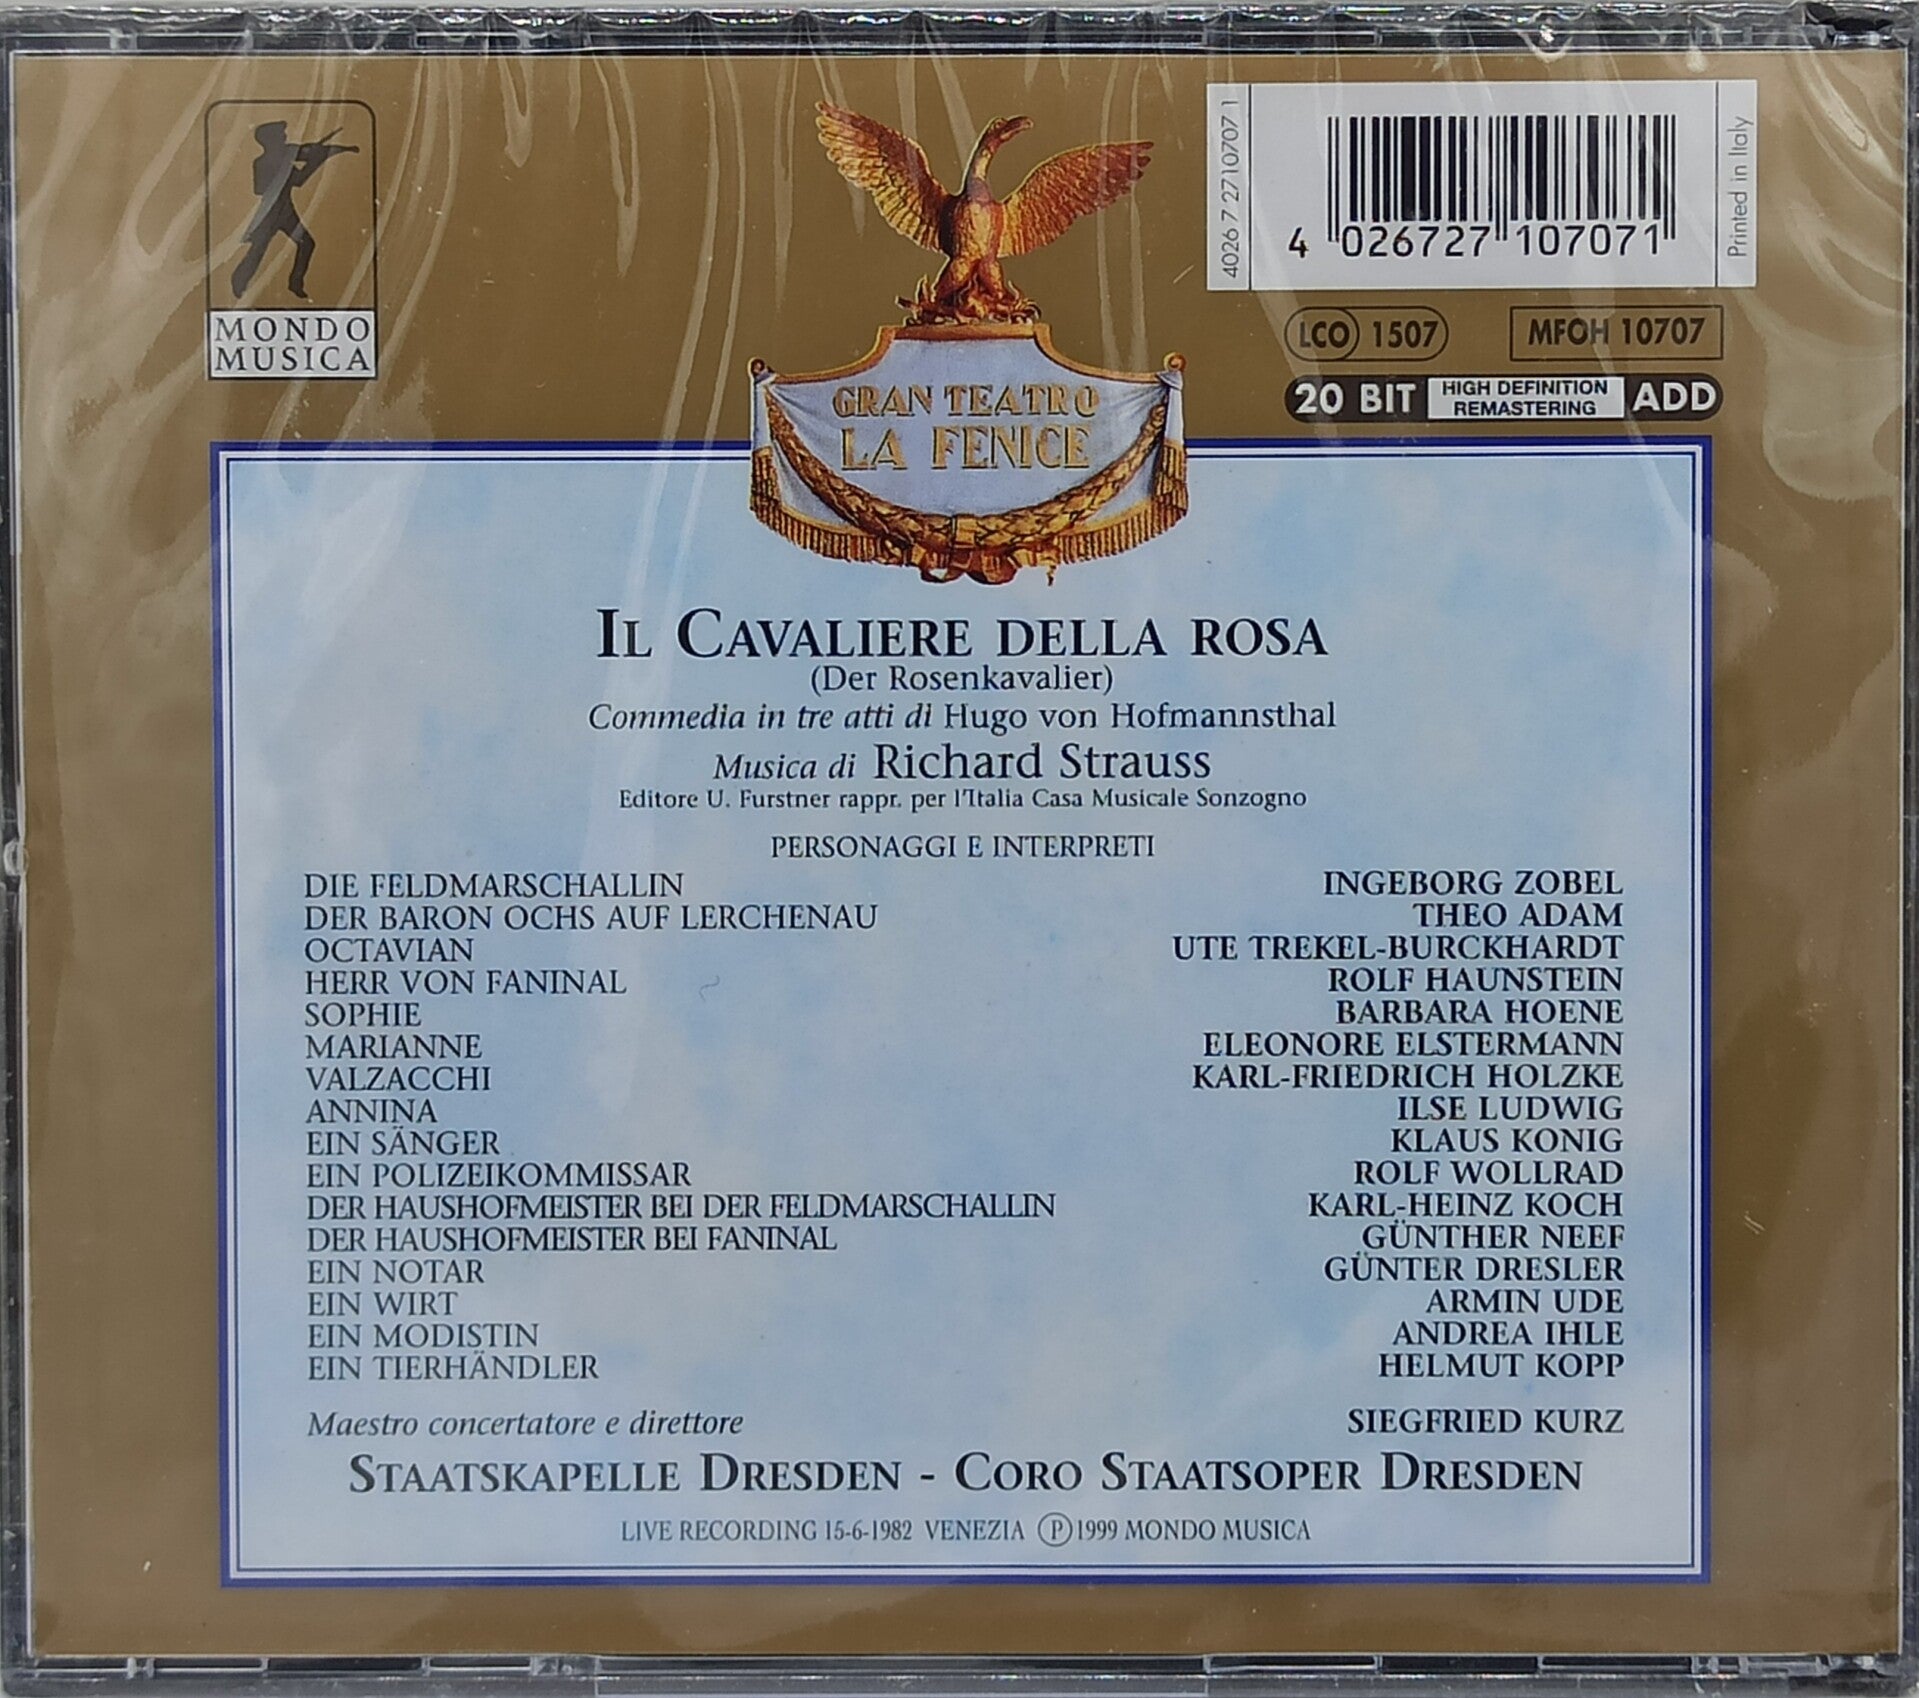 MONDO
MUSICA
4026 7 2710707 1
4 026727 107071
Printed in Italy
LCO 1507
MFOH 10707
20 BIT HIGH DEFINITION REMASTERING ADD
GRAN TEATRO
LA FENICE
IL CAVALIERE DELLA ROSA
(Der Rosenkavalier)
Commedia in tre atti di Hugo von Hofmannsthal
Musica di Richard Strauss
Editore U. Furstner rappr. per l'Italia Casa Musicale Sonzogno
PERSONAGGI E INTERPRETI
DIE FELDMARSCHALLIN INGEBORG ZOBEL
DER BARON OCHS AUF LERCHENAU THEO ADAM
OCTAVIAN UTE TREKEL-BURCKHARDT
HERR VON FANINAL ROLF HAUNSTEIN
SOPHIE BARBARA HOENE
MARIANNE ELEONORE ELSTERMANN
VALZACCHI KARL-FRIEDRICH HOLZKE
ANNINA ILSE LUDWIG
EIN SÄNGER KLAUS KONIG
EIN POLIZEIKOMMISSAR ROLF WOLLRAD
DER HAUSHOFMEISTER BEI DER FELDMARSCHALLIN KARL-HEINZ KOCH
DER HAUSHOFMEISTER BEI FANINAL GÜNTHER NEEF
EIN NOTAR GÜNTER DRESLER
EIN WIRT ARMIN UDE
EIN MODISTIN ANDREA IHLE
EIN TIERHÄNDLER HELMUT KOPP
Maestro concertatore e direttore SIEGFRIED KURZ
STAATSKAPELLE DRESDEN - CORO STAATSOPER DRESDEN
LIVE RECORDING 15-6-1982 VENEZIA Ⓟ1999 MONDO MUSICA